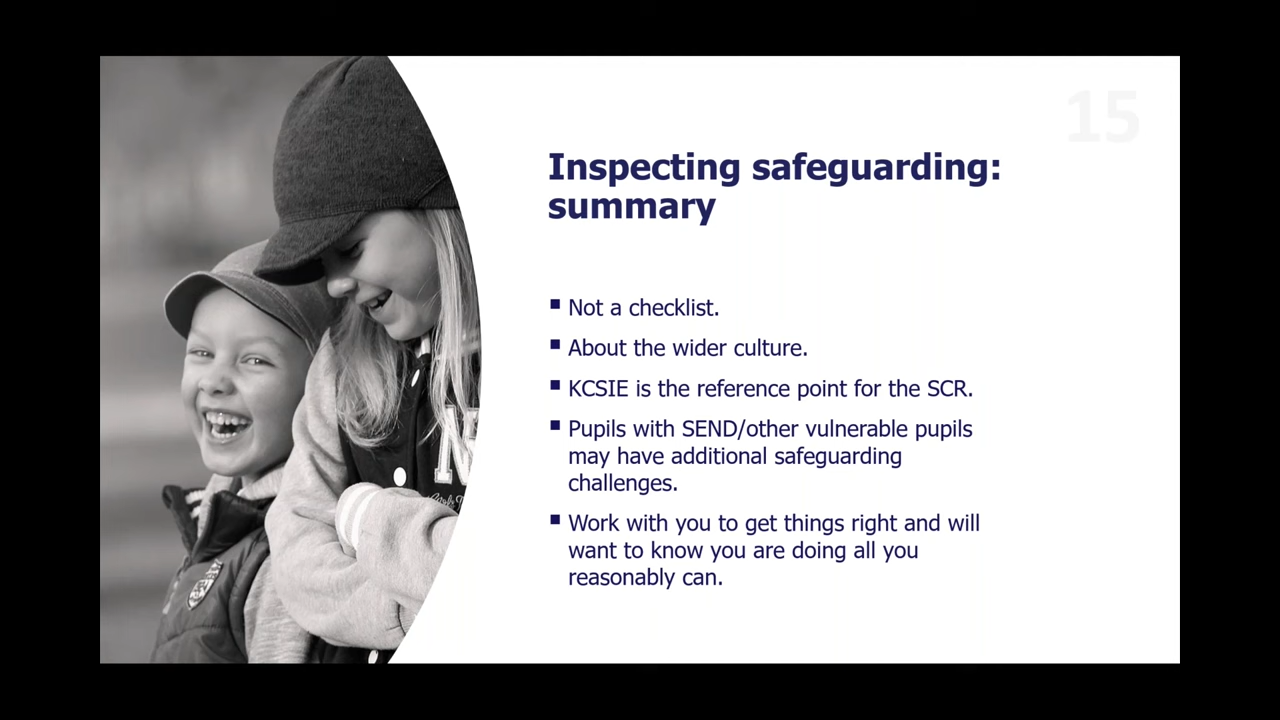 15
Inspecting safeguarding:
summary
▪ Not a checklist.
▪ About the wider culture.
▪ KCSIE is the reference point for the SCR.
▪ Pupils with SEND/other vulnerable pupils
may have additional safeguarding
challenges.
▪ Work with you to get things right and will
want to know you are doing all you
reasonably can.